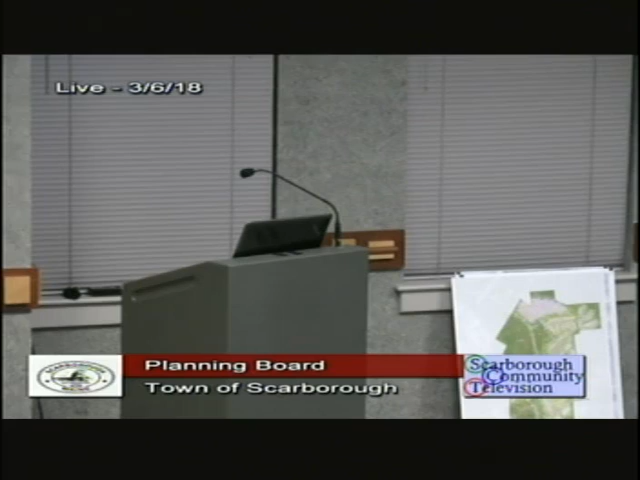 Live - 3/6/18
Planning Board
Town of Scarborough
Scarborough
Community
Television